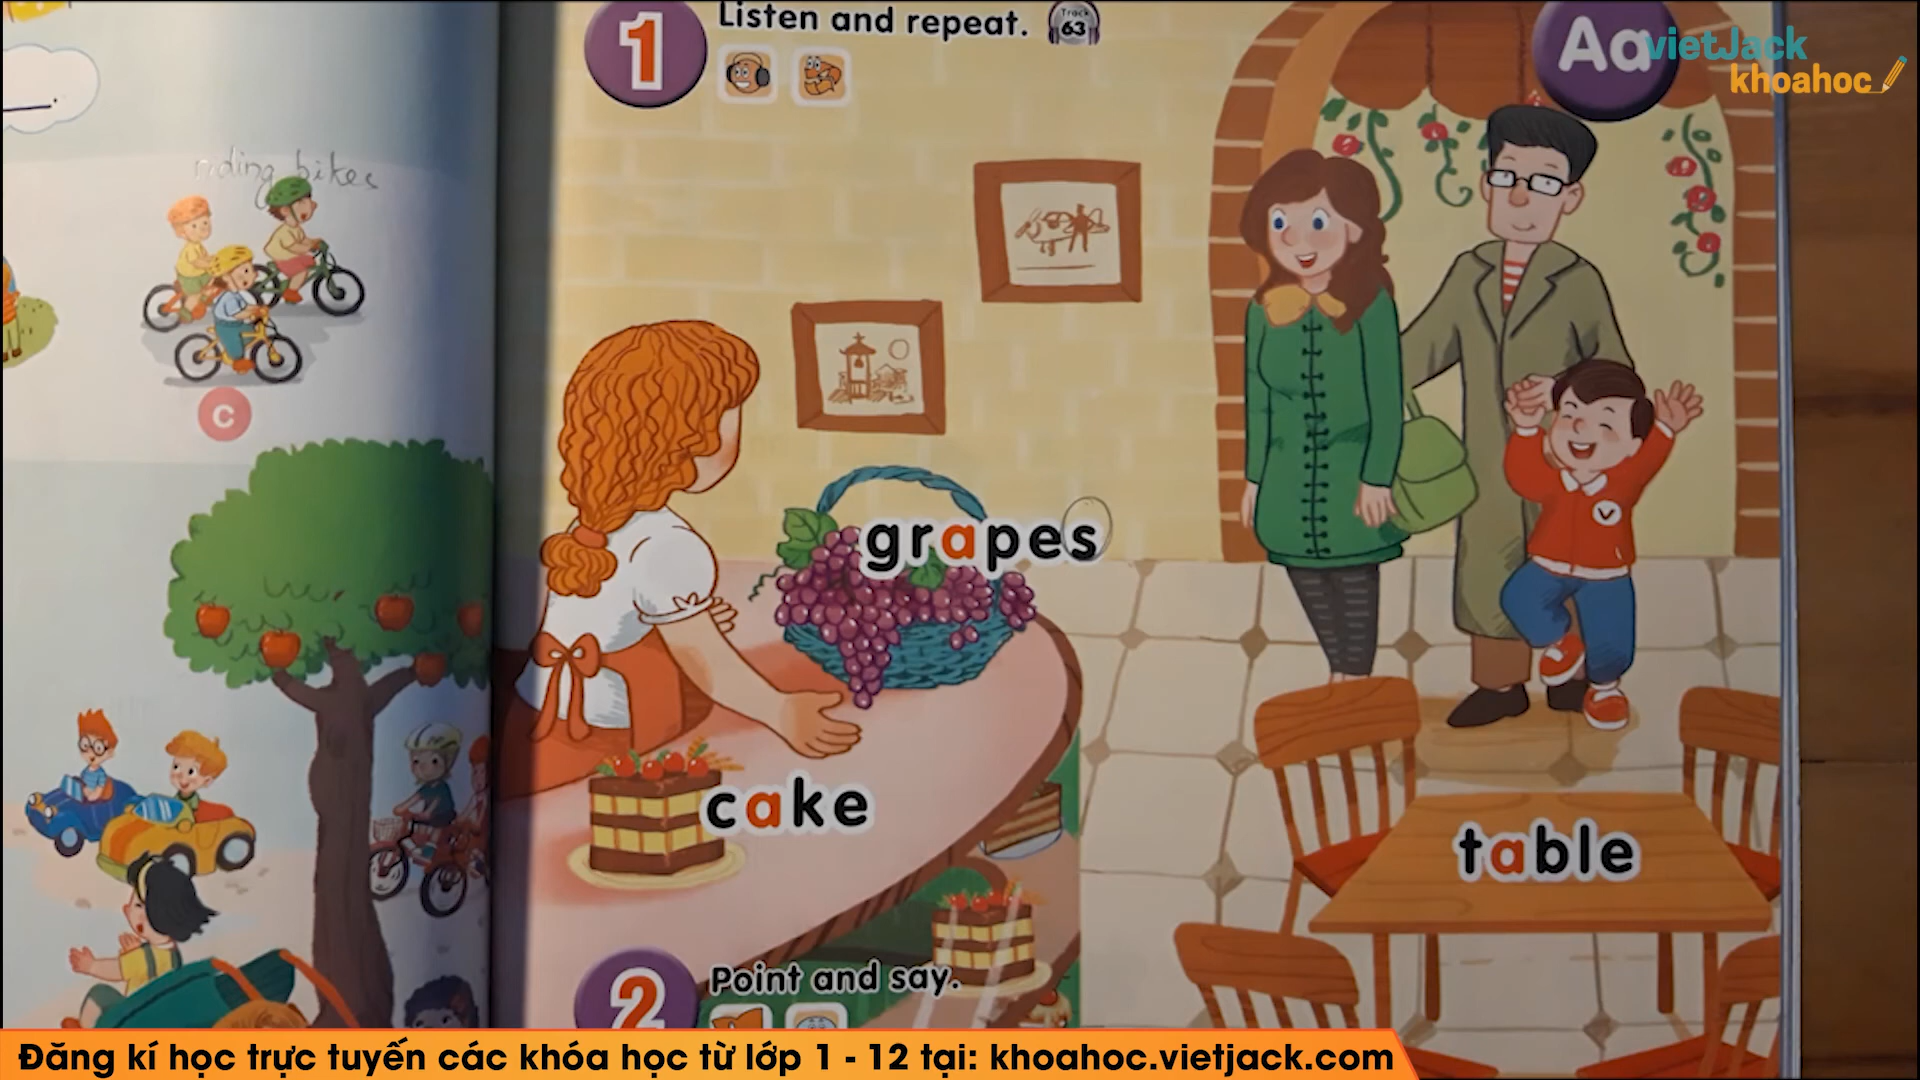 1 Listen and repeat. Track 63
Aa
vietJack
khoahoc
riding bikes
c
grapes
cake
table
2 Point and say.
Đăng kí học trực tuyến các khóa học từ lớp 1 - 12 tại: khoahoc.vietjack.com